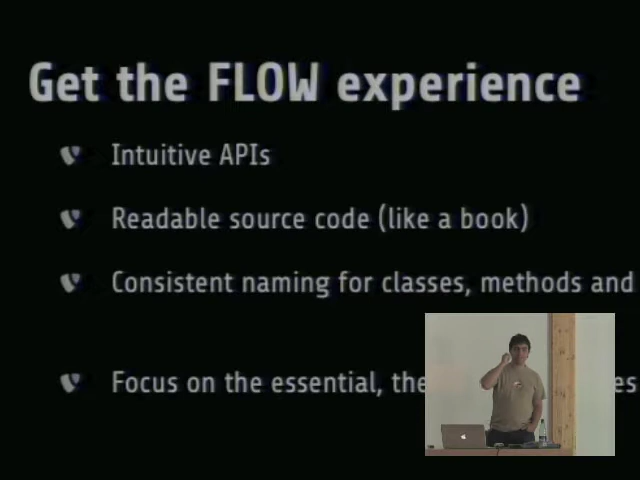 Get the FLOW experience
Intuitive APIs
Readable source code (like a book)
Consistent naming for classes, methods and
Focus on the essential, the